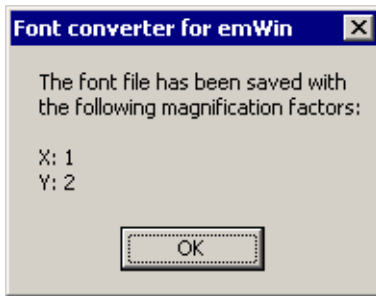 Font converter for emWin
The font file has been saved with
the following magnification factors:
X: 1
Y: 2
OK